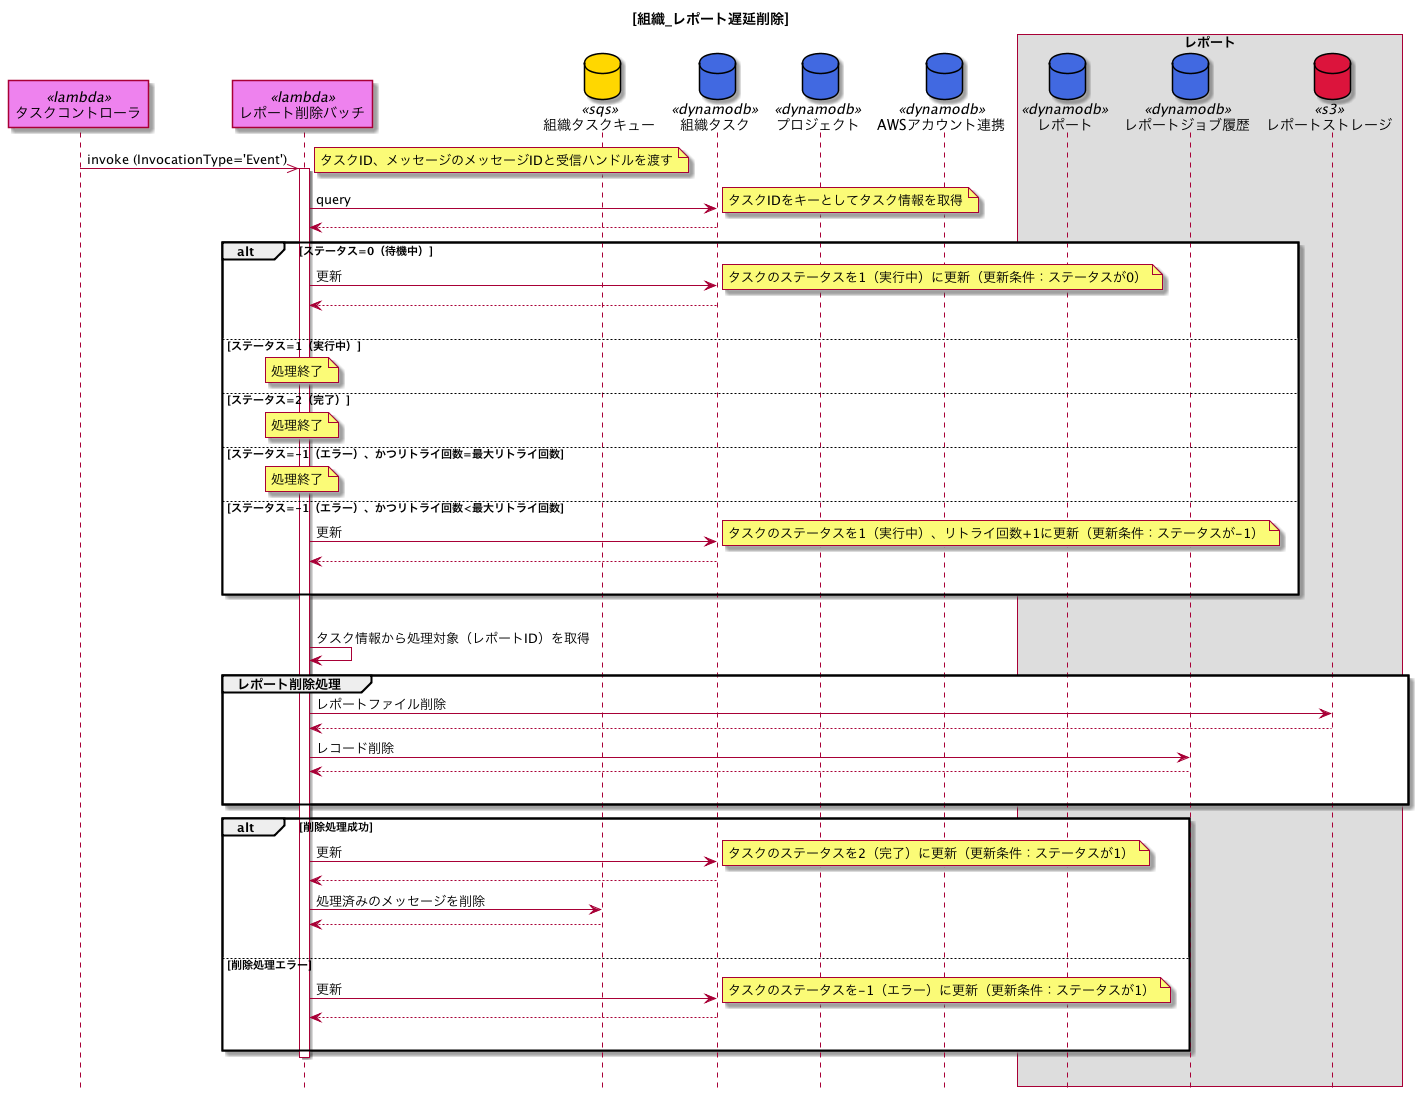 [組織_レポート遅延削除]
レポート
«lambda»
タスクコントローラ
«lambda»
レポート削除バッチ
«sqs»
組織タスクキュー
«dynamodb»
組織タスク
«dynamodb»
プロジェクト
«dynamodb»
AWSアカウント連携
«dynamodb»
レポート
«dynamodb»
レポートジョブ履歴
«s3»
レポートストレージ
invoke (InvocationType='Event')
タスクID、メッセージのメッセージIDと受信ハンドルを渡す
query
タスクIDをキーとしてタスク情報を取得
alt
[ステータス=0（待機中）]
更新
タスクのステータスを1（実行中）に更新（更新条件：ステータスが0）
[ステータス=1（実行中）]
処理終了
[ステータス=2（完了）]
処理終了
[ステータス=-1（エラー）、かつリトライ回数=最大リトライ回数]
処理終了
[ステータス=-1（エラー）、かつリトライ回数<最大リトライ回数]
更新
タスクのステータスを1（実行中）、リトライ回数+1に更新（更新条件：ステータスが-1）
タスク情報から処理対象（レポートID）を取得
レポート削除処理
レポートファイル削除
レコード削除
alt
[削除処理成功]
更新
タスクのステータスを2（完了）に更新（更新条件：ステータスが1）
処理済みのメッセージを削除
[削除処理エラー]
更新
タスクのステータスを-1（エラー）に更新（更新条件：ステータスが1）